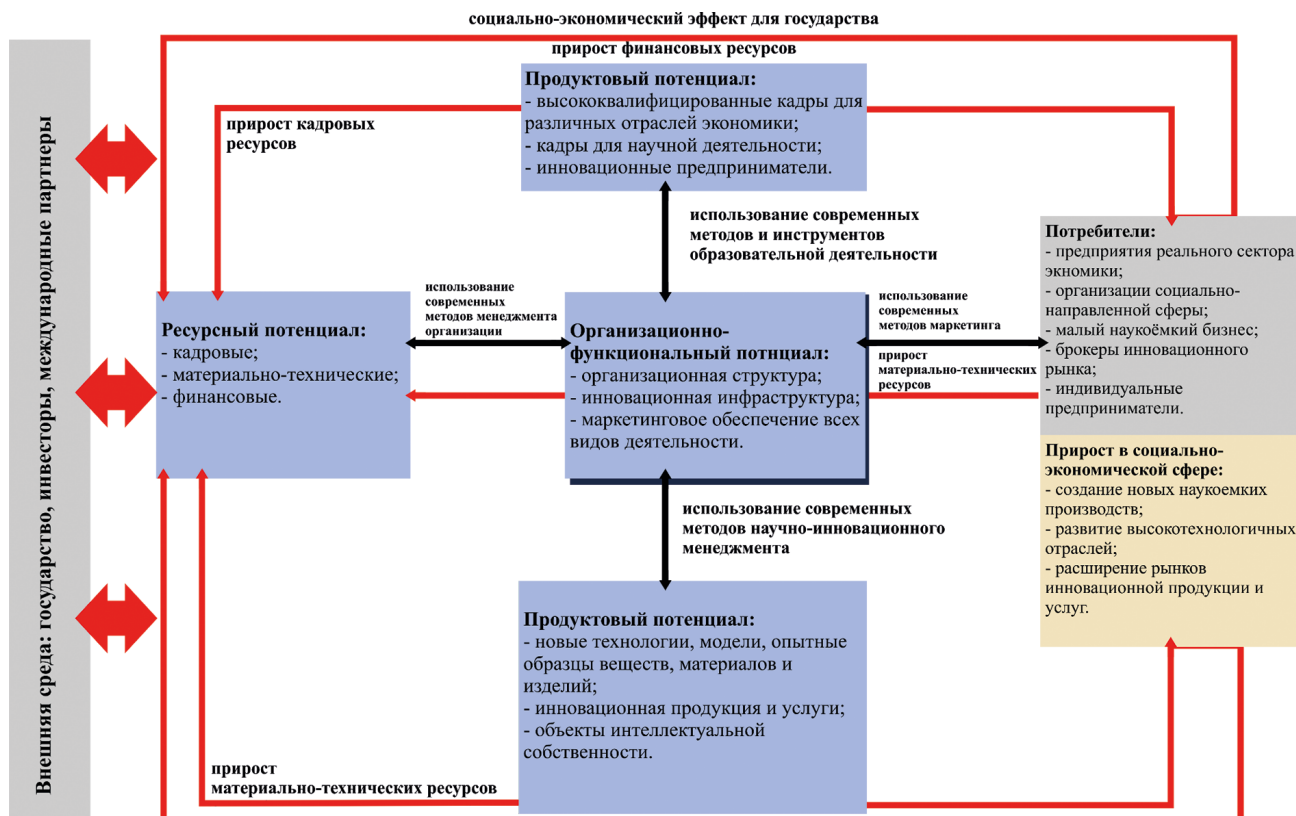 социально-экономический эффект для государства
прирост финансовых ресурсов
Внешняя среда: государство, инвесторы, международные партнеры
Продуктовый потенциал:
- высококвалифицированные кадры для
различных отраслей экономики;
- кадры для научной деятельности;
- инновационные предприниматели.
прирост кадровых
ресурсов
использование современных
методов и инструментов
образовательной деятельности
Потребители:
- предприятия реального сектора
экномики;
- организации социально-
направленной сферы;
- малый наукоёмкий бизнес;
- брокеры инновационного
рынка;
- индивидуальные
предприниматели.
Ресурсный потенциал:
- кадровые;
- материально-технические;
- финансовые.
использование
современных
методов менеджмента
организации
Организационно-
функциональный потнциал:
- организационная структура;
- инновационная инфраструктура;
- маркетинговое обеспечение всех
видов деятельности.
использование
современных
методов маркетинга
прирост
материально-технических
ресурсов
Прирост в социально-
экономической сфере:
- создание новых наукоемких
производств;
- развитие высокотехнологичных
отраслей;
- расширение рынков
инновационной продукции и
услуг.
использование современных
методов научно-инновационного
менеджмента
Продуктовый потенциал:
- новые технологии, модели, опытные
образцы веществ, материалов и
изделий;
- инновационная продукция и услуги;
- объекты интеллектуальной
собственности.
прирост
материально-технических ресурсов